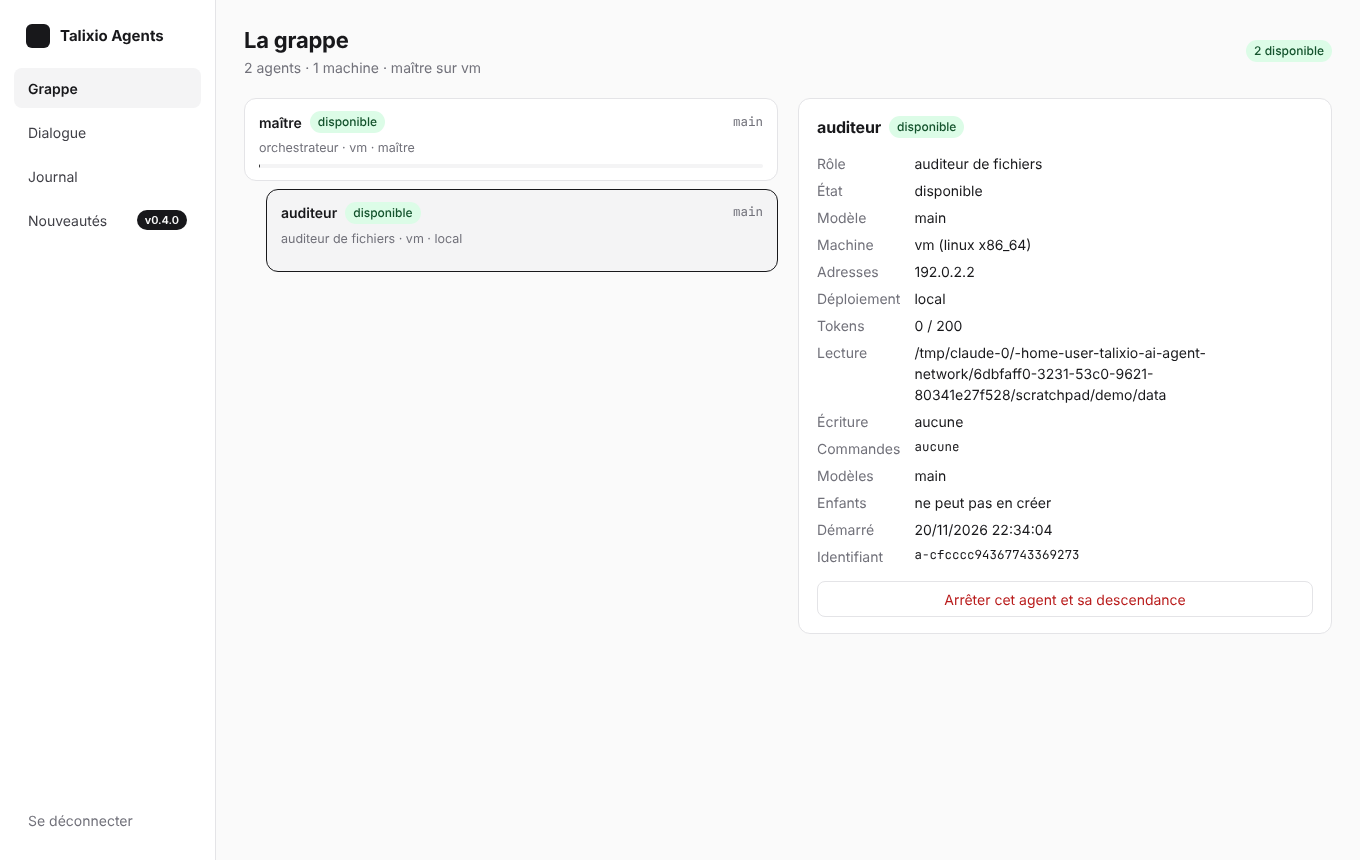 Talixio Agents
Grappe
Dialogue
Journal
Nouveautés v0.4.0
Se déconnecter
La grappe
2 agents · 1 machine · maître sur vm
2 disponible
maître disponible main
orchestrateur · vm · maître
auditeur disponible main
auditeur de fichiers · vm · local
auditeur disponible
Rôle auditeur de fichiers
État disponible
Modèle main
Machine vm (linux x86_64)
Adresses 192.0.2.2
Déploiement local
Tokens 0 / 200
Lecture /tmp/claude-0/-home-user-talixio-ai-agent-
network/6dbfaff0-3231-53c0-9621-
80341e27f528/scratchpad/demo/data
Écriture aucune
Commandes aucune
Modèles main
Enfants ne peut pas en créer
Démarré 20/11/2026 22:34:04
Identifiant a-cfcccc94367743369273
Arrêter cet agent et sa descendance